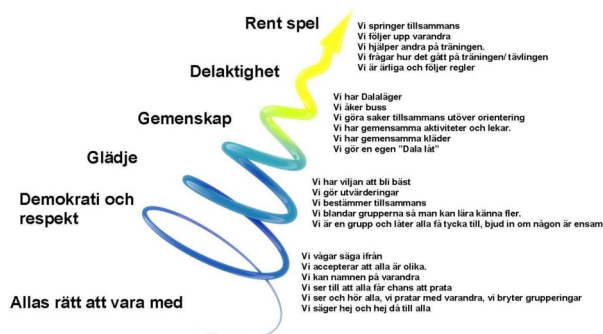 Rent spel
Vi springer tillsammans
Vi följer upp varandra
Vi hjälper andra på träningen.
Vi frågar hur det gått på träningen/ tävlingen
Vi är ärliga och följer regler
Delaktighet
Vi har Dalaläger
Vi åker buss
Vi göra saker tillsammans utöver orientering
Vi har gemensamma aktiviteter och lekar.
Vi har gemensamma kläder
Vi gör en egen "Dala låt"
Gemenskap
Glädje
Vi har viljan att bli bäst
Vi gör utvärderingar
Vi bestämmer tillsammans
Vi blandar grupperna så man kan lära känna fler.
Vi är en grupp och låter alla få tycka till, bjud in om någon är ensam
Demokrati och
respekt
Vi vågar säga ifrån
Vi accepterar att alla är olika.
Vi kan namnen på varandra
Vi ser till att alla får chans att prata
Vi ser och hör alla, vi pratar med varandra, vi bryter grupperingar
Vi säger hej och hej då till alla
Allas rätt att vara med